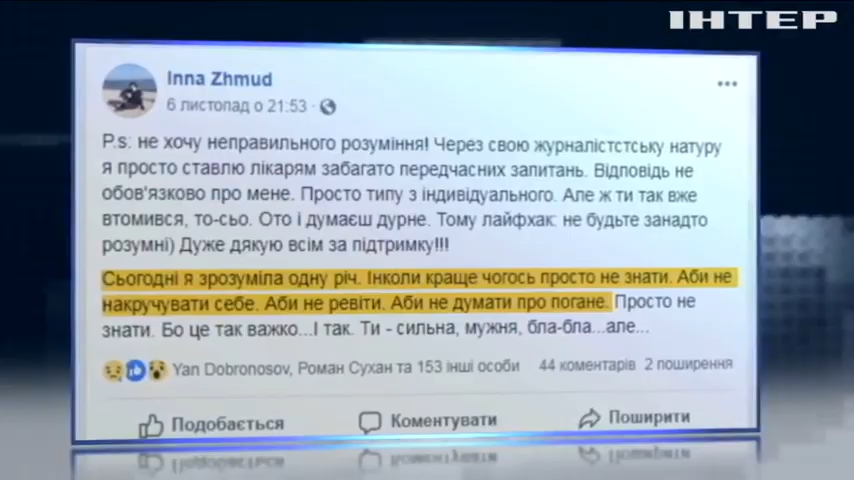 ІНТЕР
Inna Zhmud
6 листопад о 21:53 ·
P.s: не хочу неправильного розуміння! Через свою журналістстську натуру
я просто ставлю лікарям забагато передчасних запитань. Відповідь не
обов'язково про мене. Просто типу з індивідуального. Але ж ти так вже
втомився, то-сьо. Ото і думаєш дурне. Тому лайфхак: не будьте занадто
розумні) Дуже дякую всім за підтримку!!!
Сьогодні я зрозуміла одну річ. Інколи краще чогось просто не знати. Аби не
накручувати себе. Аби не ревіти. Аби не думати про погане. Просто не
знати. Бо це так важко...І так. Ти - сильна, мужня, бла-бла...але...
Yan Dobronosov, Роман Сухан та 153 інші особи 44 коментарів 2 поширення
Подобається Коментувати Поширити